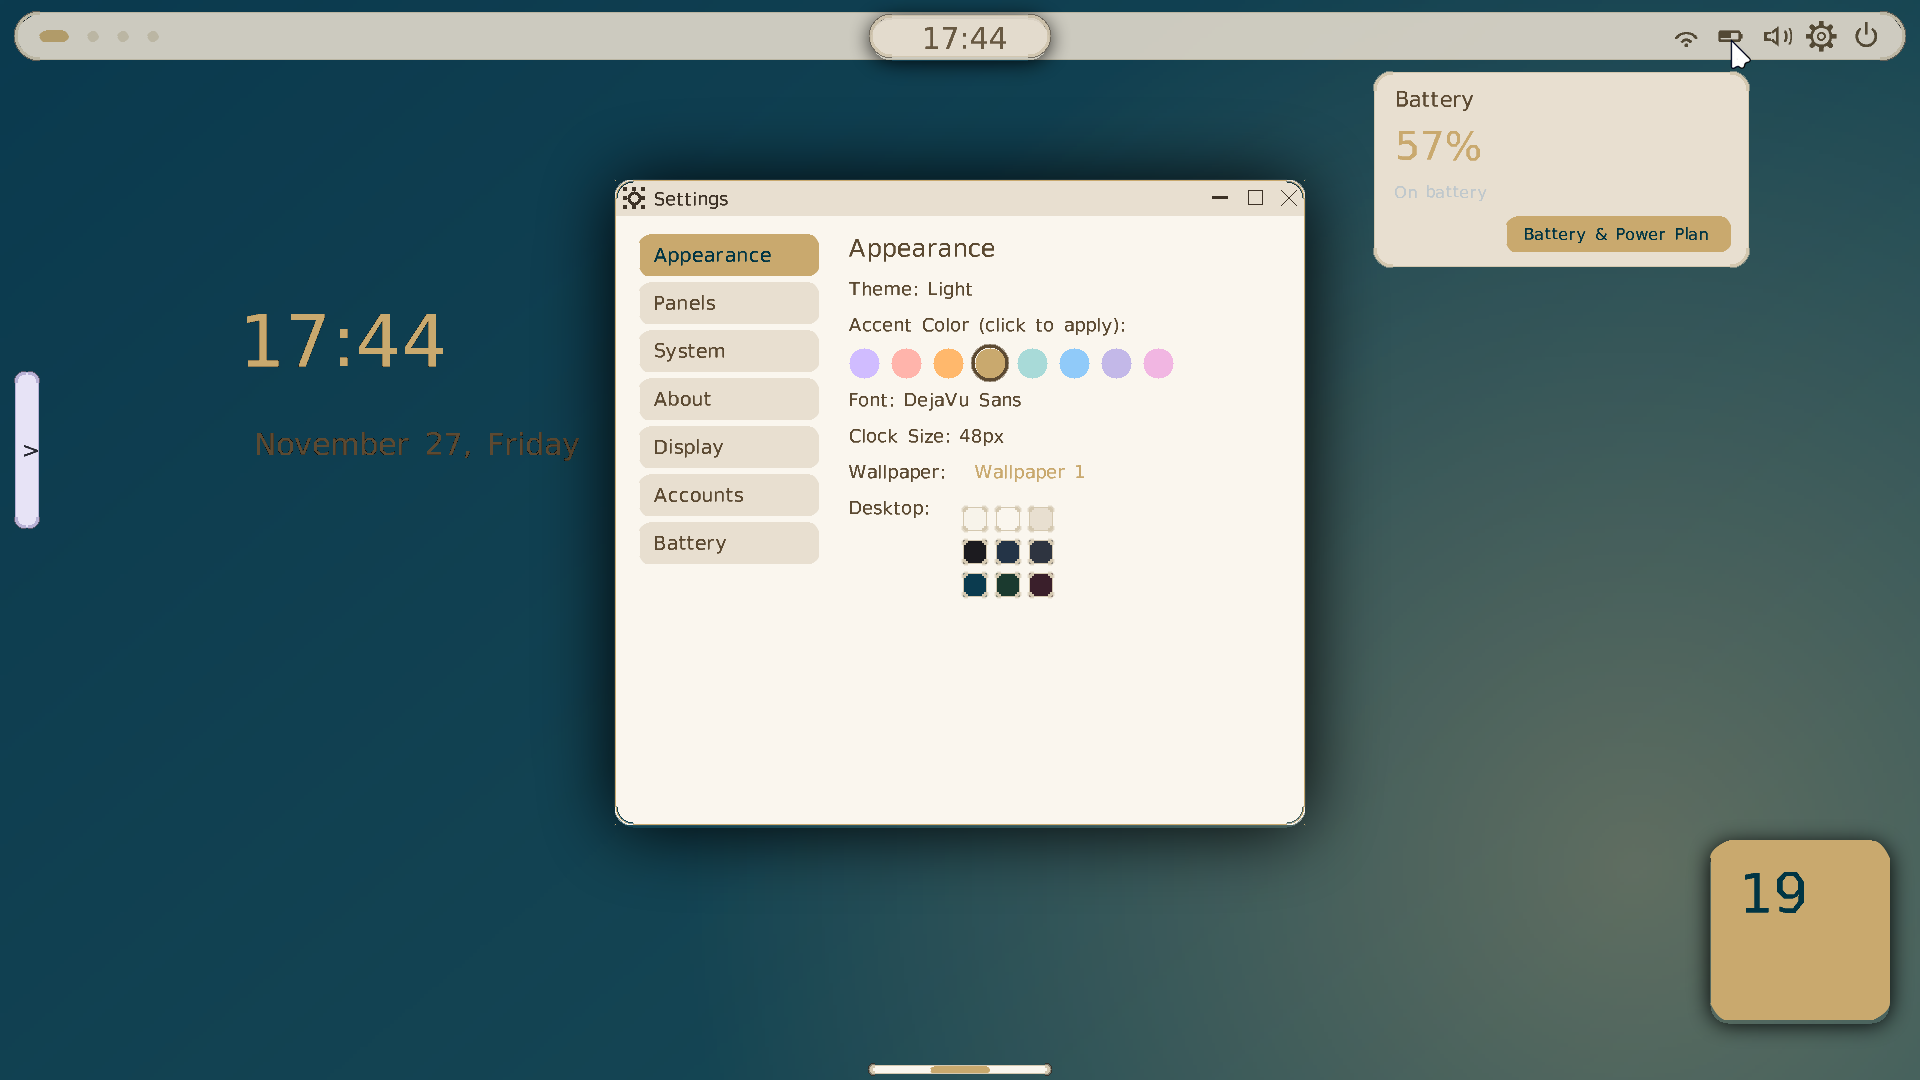 17:44
Battery
57%
On battery
Battery & Power Plan
Settings
Appearance
Panels
System
About
Display
Accounts
Battery
Appearance
Theme: Light
Accent Color (click to apply):
Font: DejaVu Sans
Clock Size: 48px
Wallpaper: Wallpaper 1
Desktop:
17:44
November 27, Friday
>
19